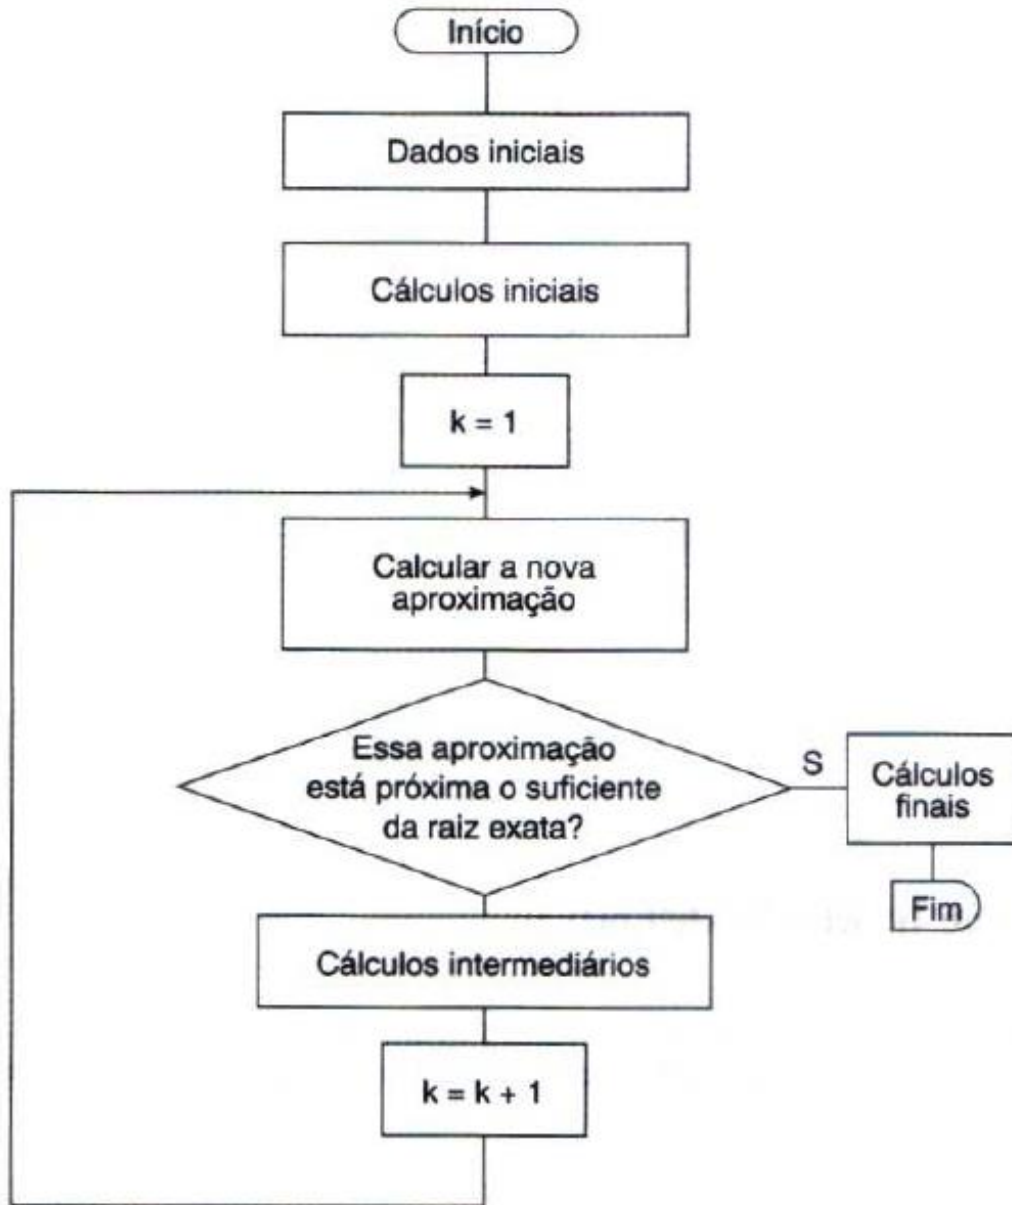 Início
Dados iniciais
Cálculos iniciais
k = 1
Calcular a nova
aproximação
Essa aproximação
está próxima o suficiente
da raiz exata?
S
Cálculos
finais
Fim
Cálculos intermediários
k = k + 1